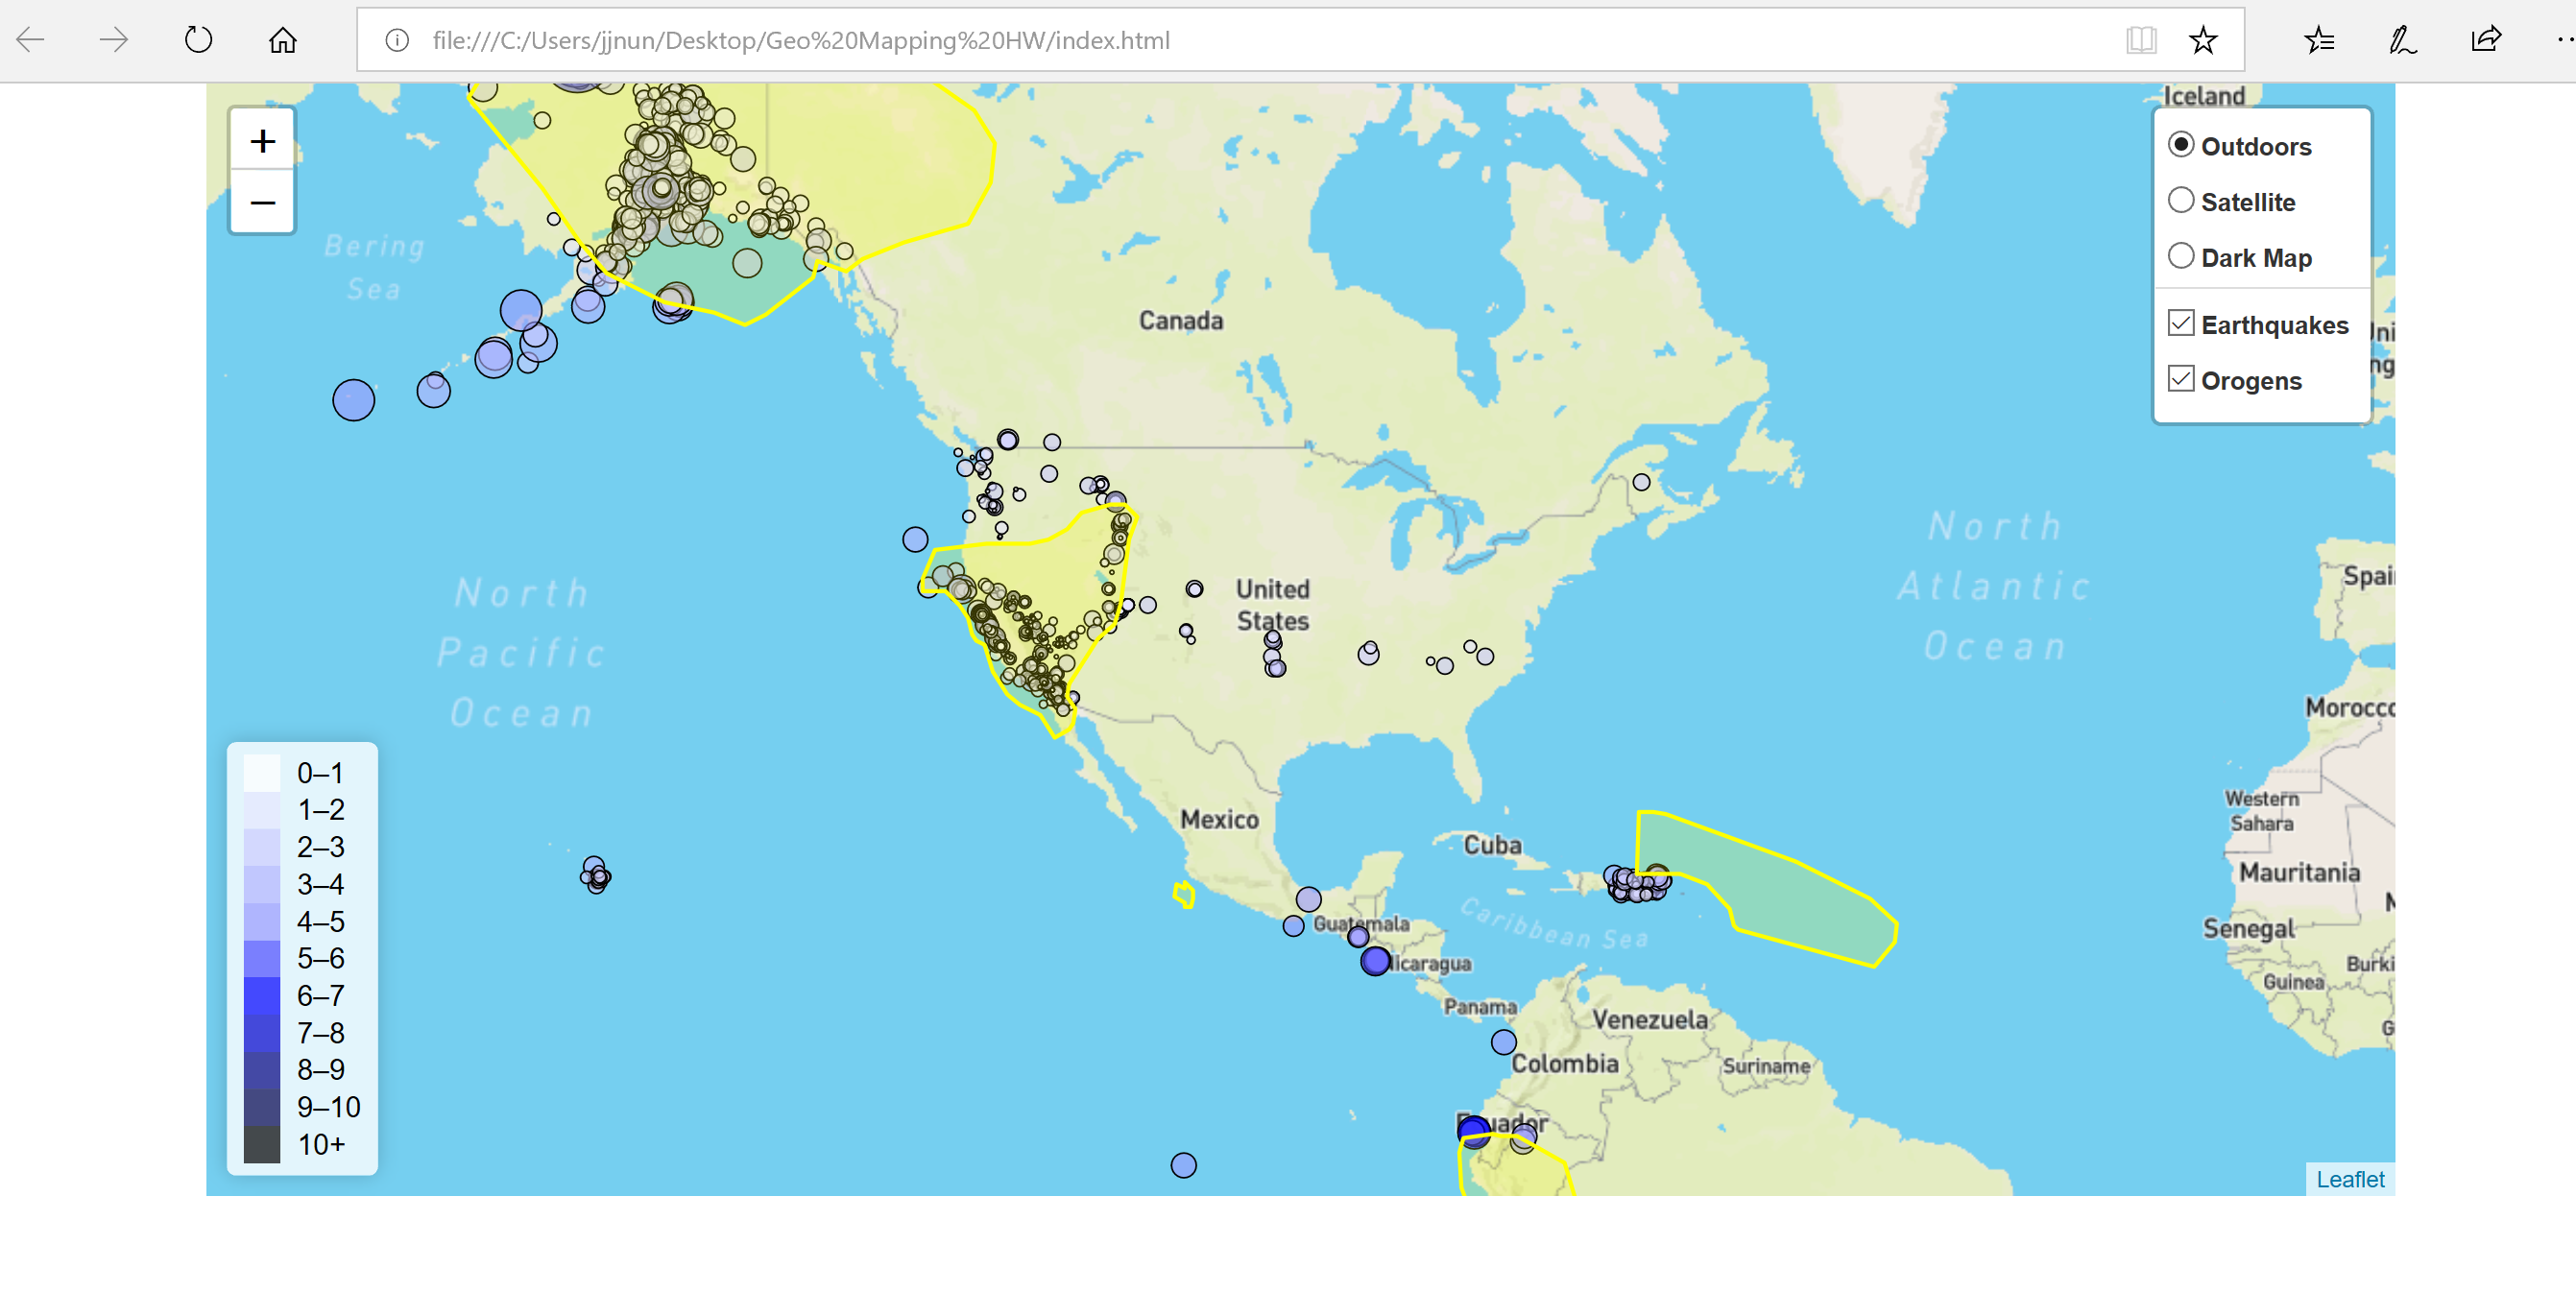 file:///C:/Users/jjnun/Desktop/Geo%20Mapping%20HW/index.html
+
−
Iceland
Outdoors
Satellite
Dark Map
Earthquakes
Orogens
Bering
Sea
Canada
North
Pacific
Ocean
United
States
North
Atlantic
Ocean
Spai
Morocco
Western
Sahara
Mauritania
Senegal
Burki
Guinea
Mexico
Cuba
Guatemala
Caribbean Sea
Nicaragua
Panama
Venezuela
Colombia
Suriname
Ecuador
0–1
1–2
2–3
3–4
4–5
5–6
6–7
7–8
8–9
9–10
10+
Leaflet